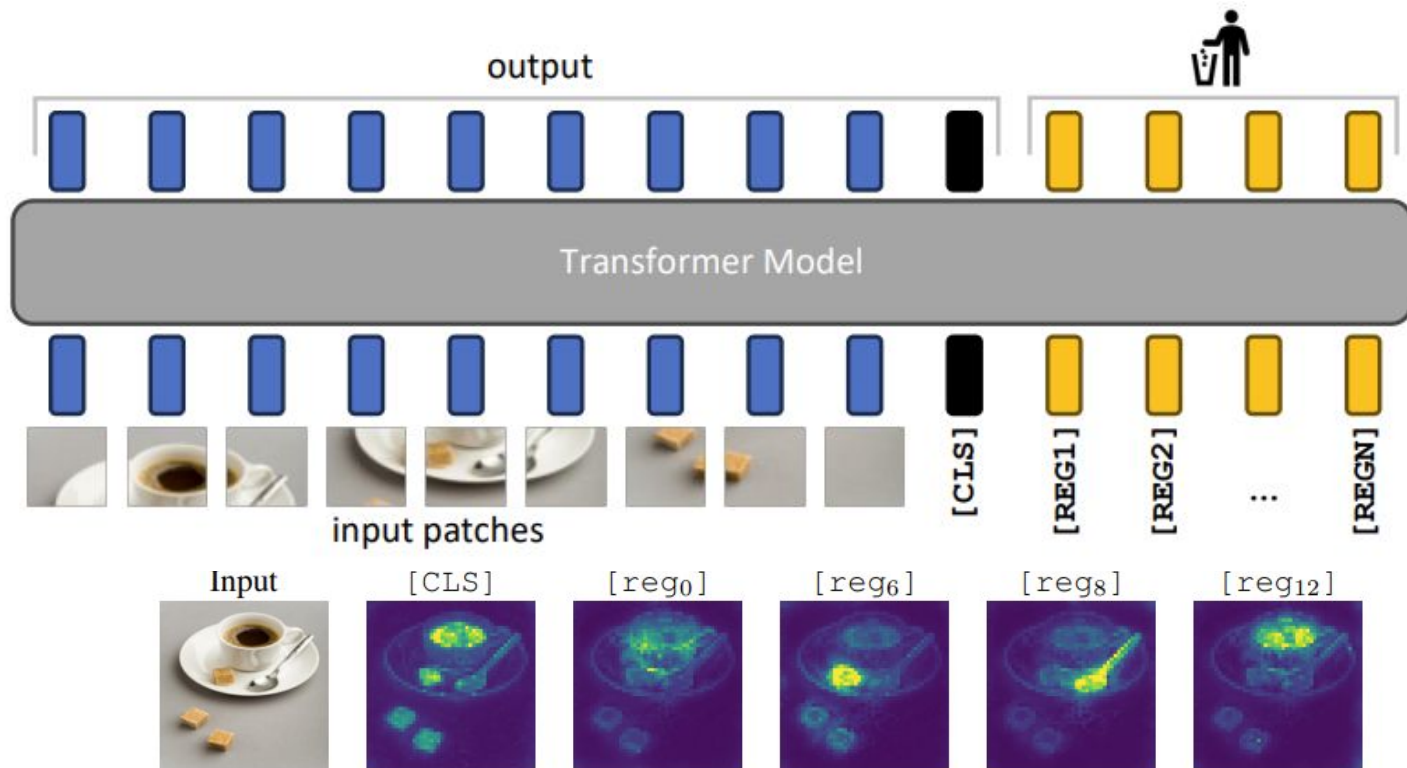 output
Transformer Model
[CLS] [REG1] [REG2] ... [REGN]
input patches
Input [CLS] [reg₀] [reg₆] [reg₈] [reg₁₂]